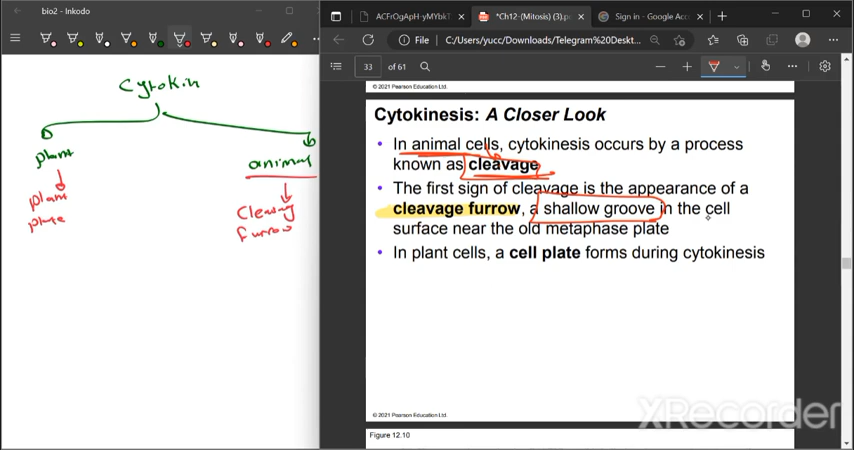 bio2 - Inkodo
Cytokin
plant
animal
plant
plate
Cleavag
furrow
ACFrOgApH-yMYbkT
*Ch12-(Mitosis) (3).p
Sign in - Google Acc
File
C:/Users/yucc/Downloads/Telegram%20Deskt...
33 of 61
© 2021 Pearson Education Ltd.
Cytokinesis: A Closer Look
• In animal cells, cytokinesis occurs by a process
known as cleavage
• The first sign of cleavage is the appearance of a
cleavage furrow, a shallow groove in the cell
surface near the old metaphase plate
• In plant cells, a cell plate forms during cytokinesis
© 2021 Pearson Education Ltd.
XRecorder
Figure 12.10